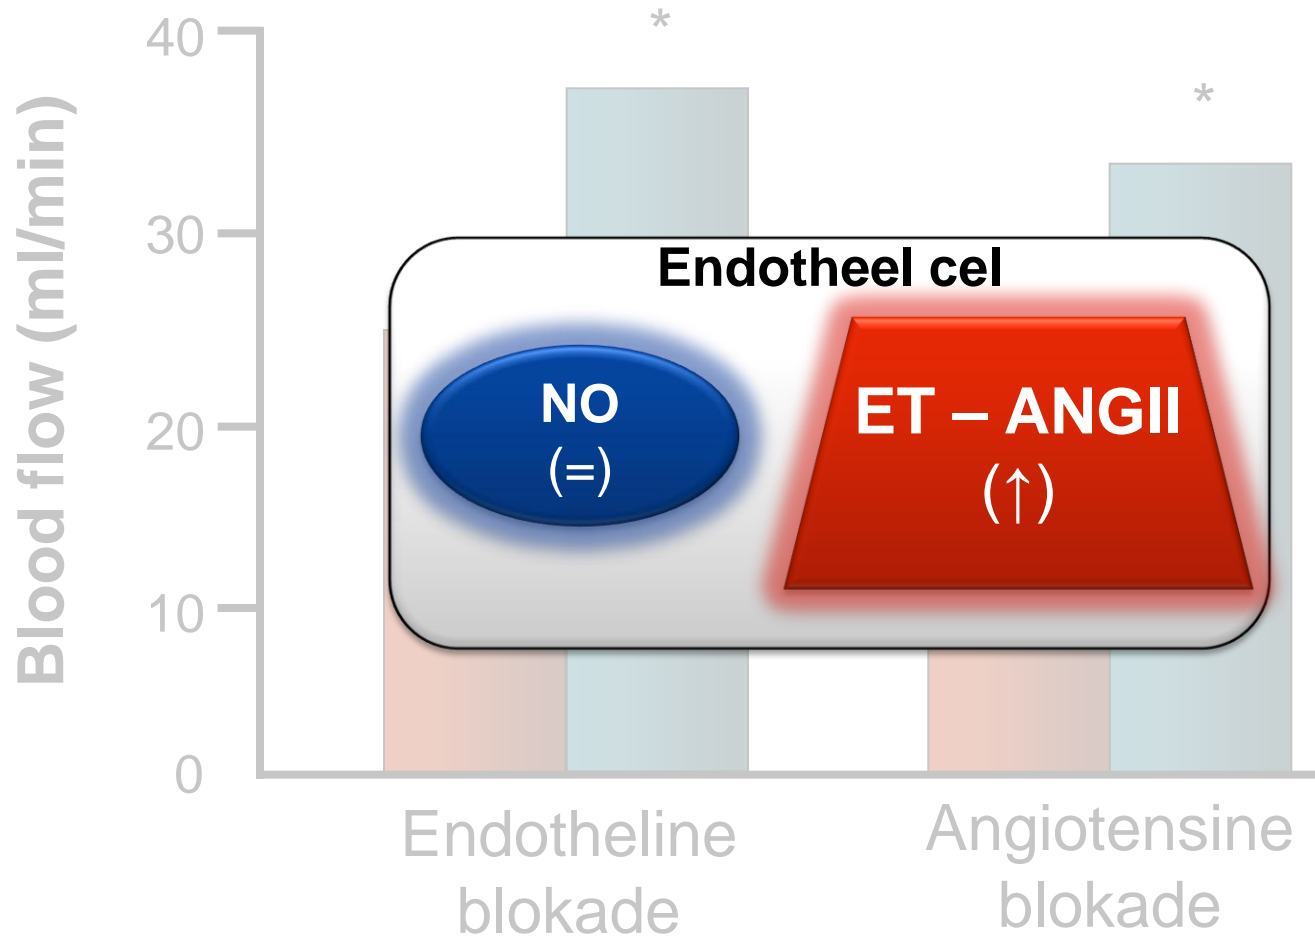 Blood flow (ml/min)
40
30
20
10
0
*
*
Endotheel cel
NO
(=)
ET – ANGII
(↑)
Endotheline
blokade
Angiotensine
blokade